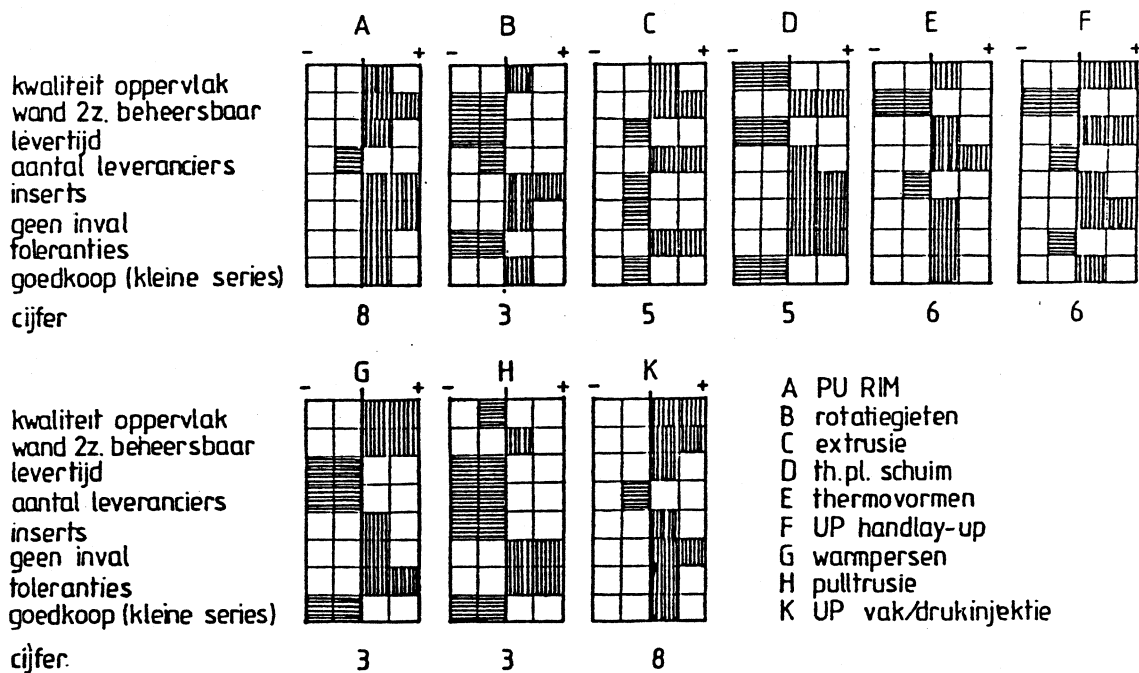 A B C D E F
- + - + - + - + - + - +
kwaliteit oppervlak
wand 2z. beheersbaar
levertijd
aantal leveranciers
inserts
geen inval
toleranties
goedkoop (kleine series)
cijfer 8 3 5 5 6 6
G H K
- + - + - +
kwaliteit oppervlak
wand 2z. beheersbaar
levertijd
aantal leveranciers
inserts
geen inval
toleranties
goedkoop (kleine series)
cijfer. 3 3 8
A PU RIM
B rotatiegieten
C extrusie
D th.pl. schuim
E thermovormen
F UP handlay-up
G warmpersen
H pulltrusie
K UP vak/drukinjektie